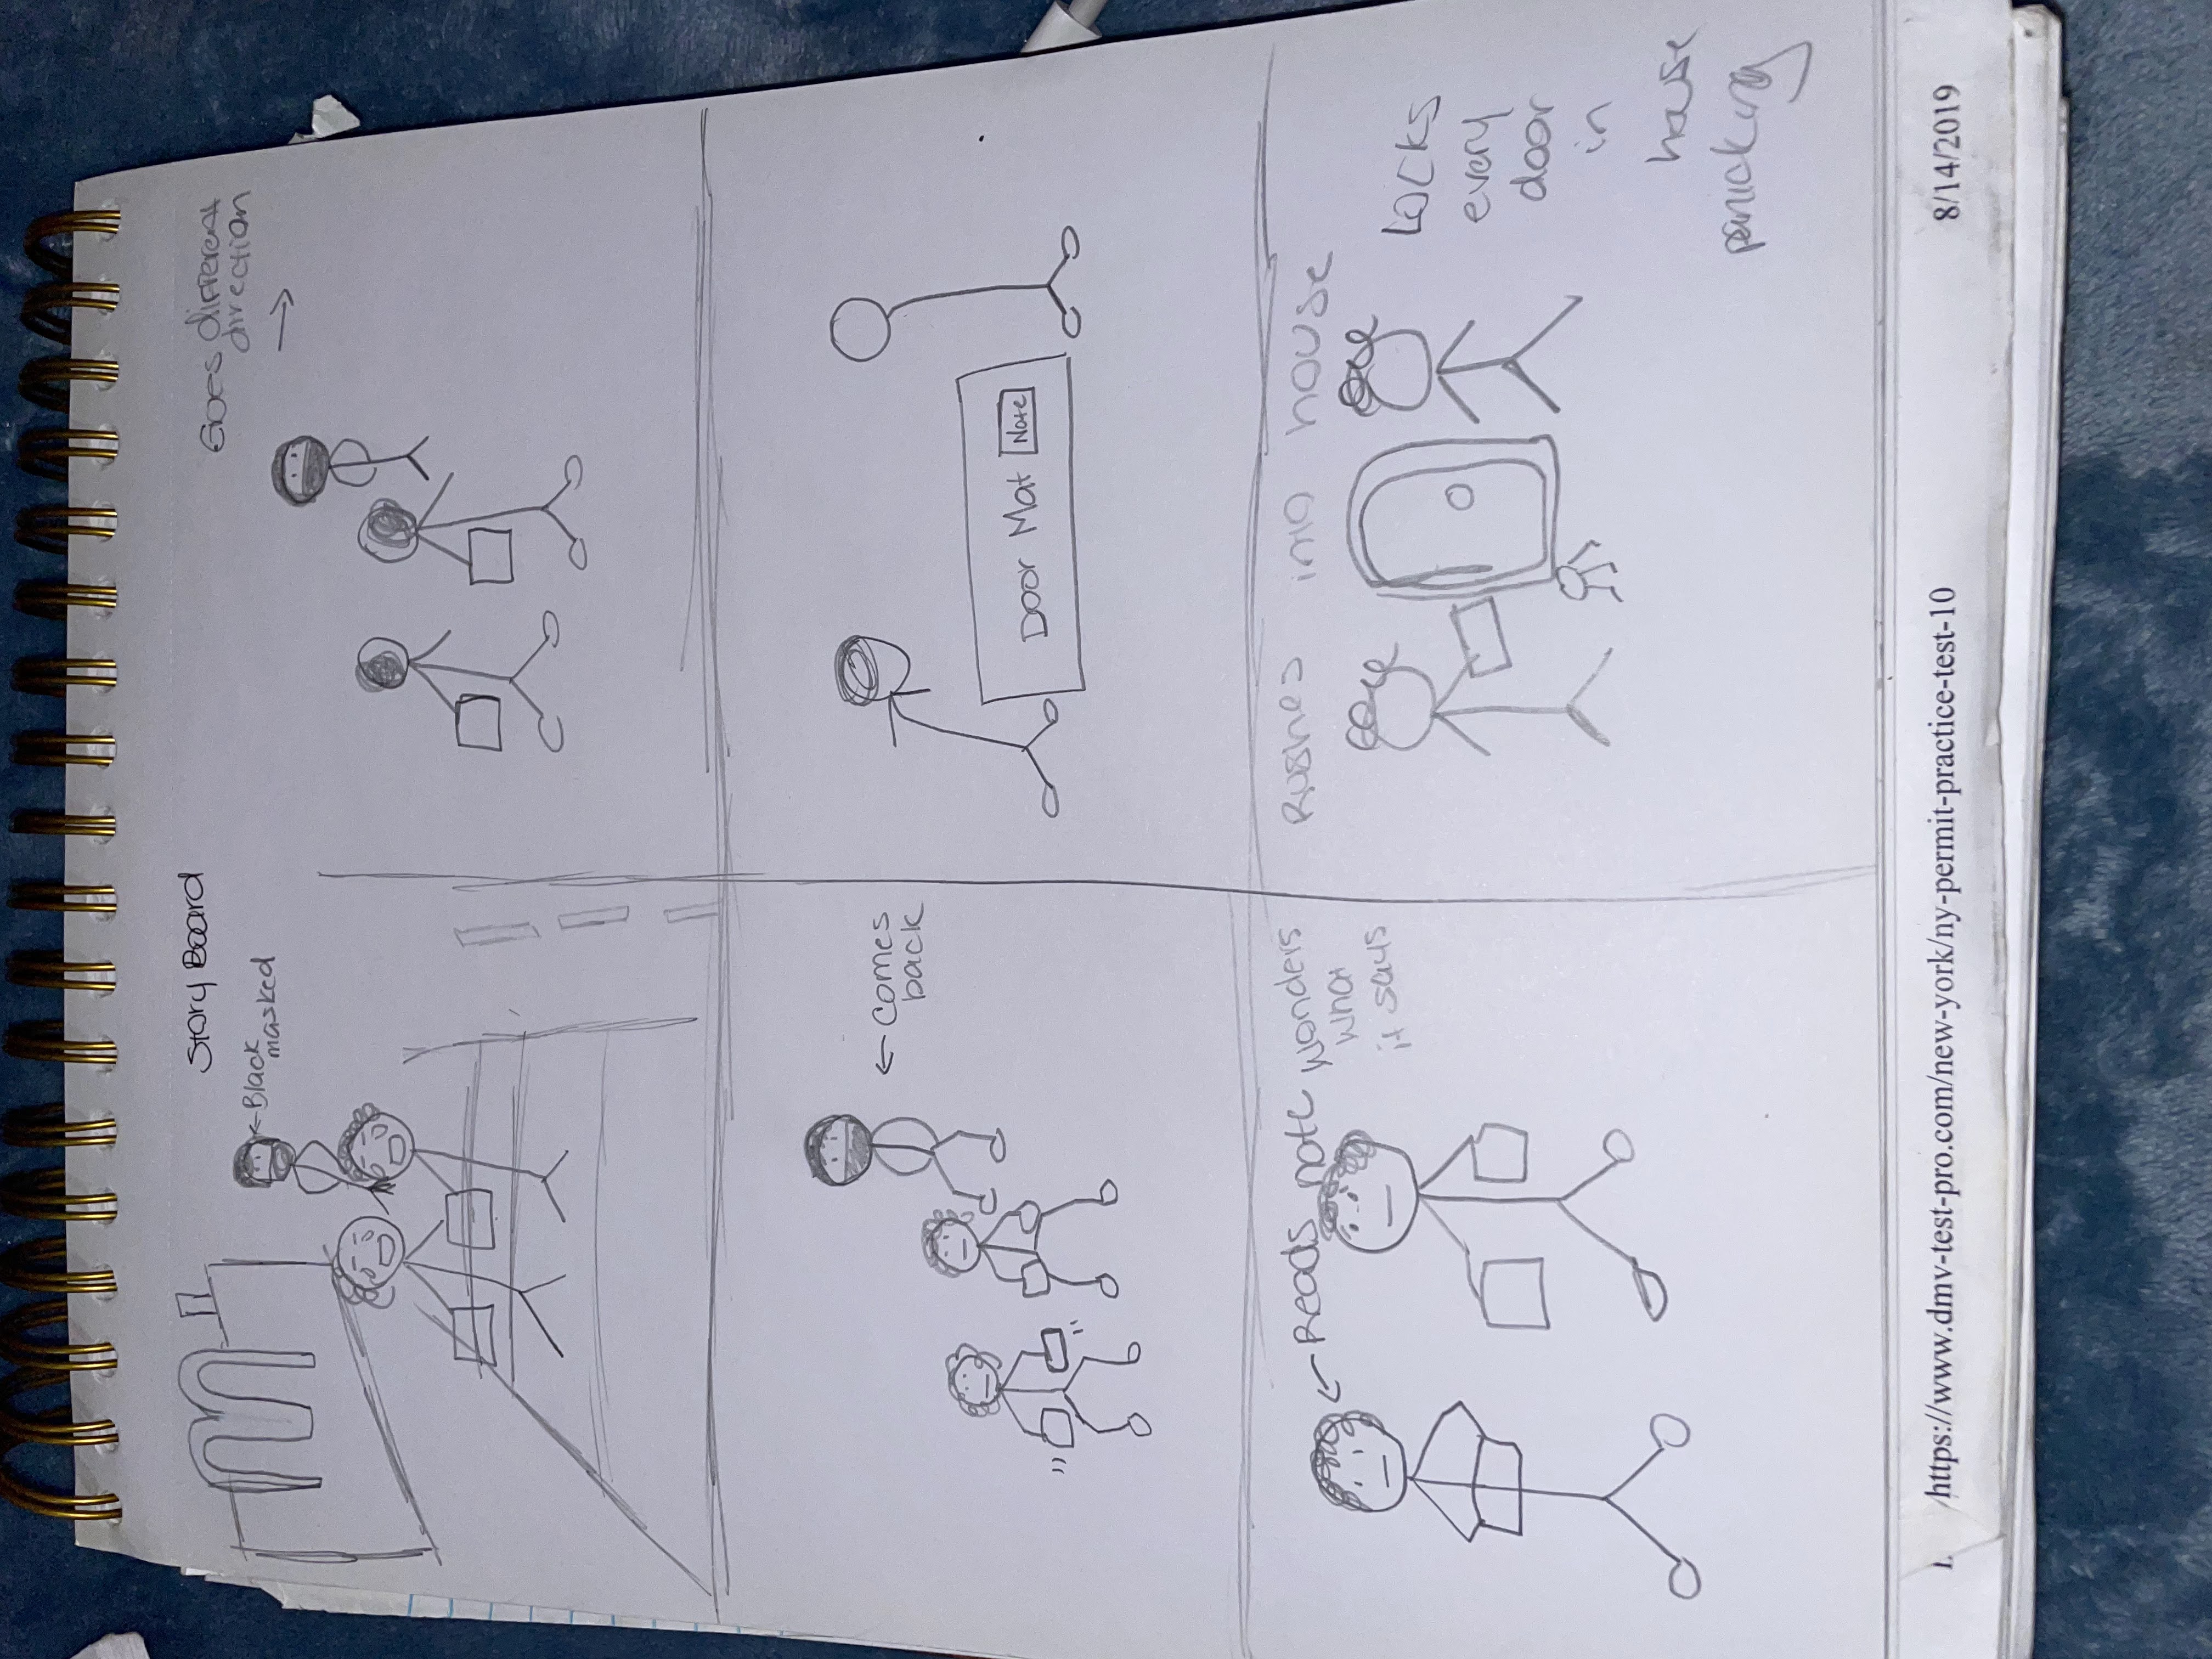 Story Board
M
←Black
masked
Goes different
direction
→
← Comes
back
Door Mat
Note
← Reads note
wonders
what
it says
Rushes into house
Locks
every
door
in
house
panicking
https://www.dmv-test-pro.com/new-york/ny-permit-practice-test-10
8/14/2019